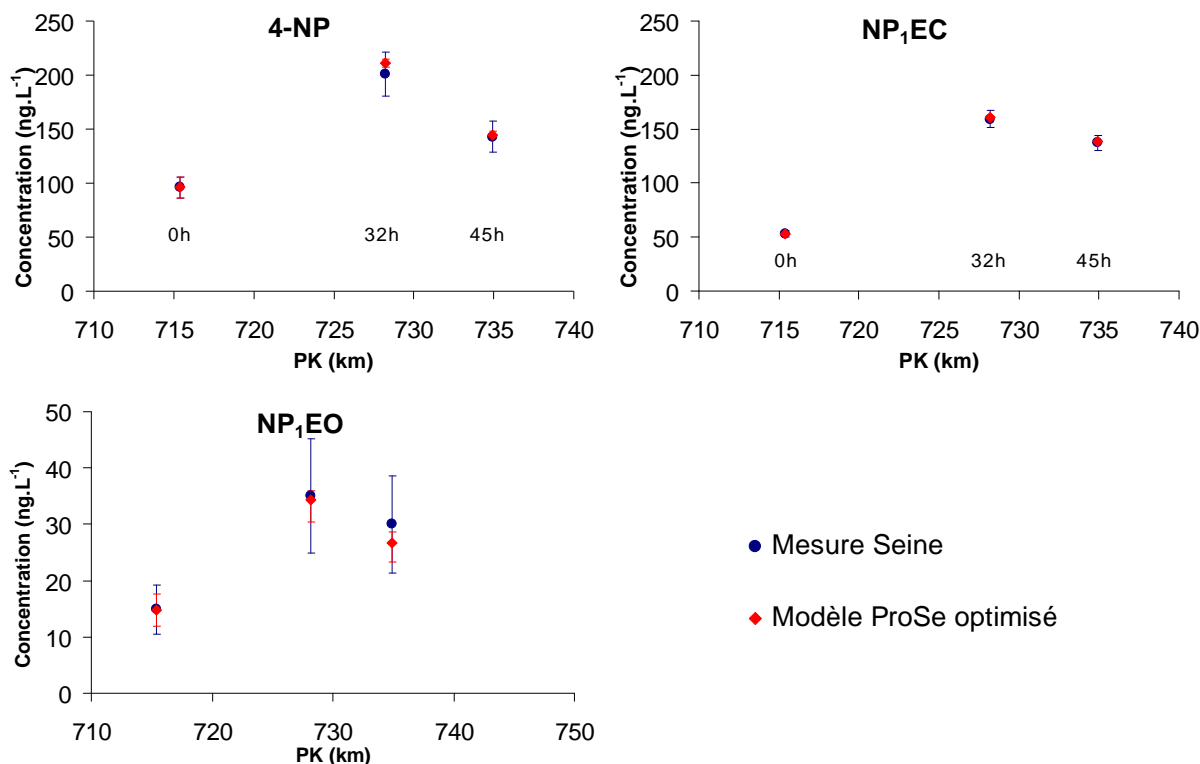 4-NP
Concentration (ng.L-1)
250
200
150
100
50
0
0h 32h 45h
710 715 720 725 730 735 740
PK (km)
NP1EC
Concentration (ng.L-1)
250
200
150
100
50
0
0h 32h 45h
710 715 720 725 730 735 740
PK (km)
NP1EO
Concentration (ng.L-1)
50
40
30
20
10
0
710 720 730 740 750
PK (km)
Mesure Seine
Modèle ProSe optimisé